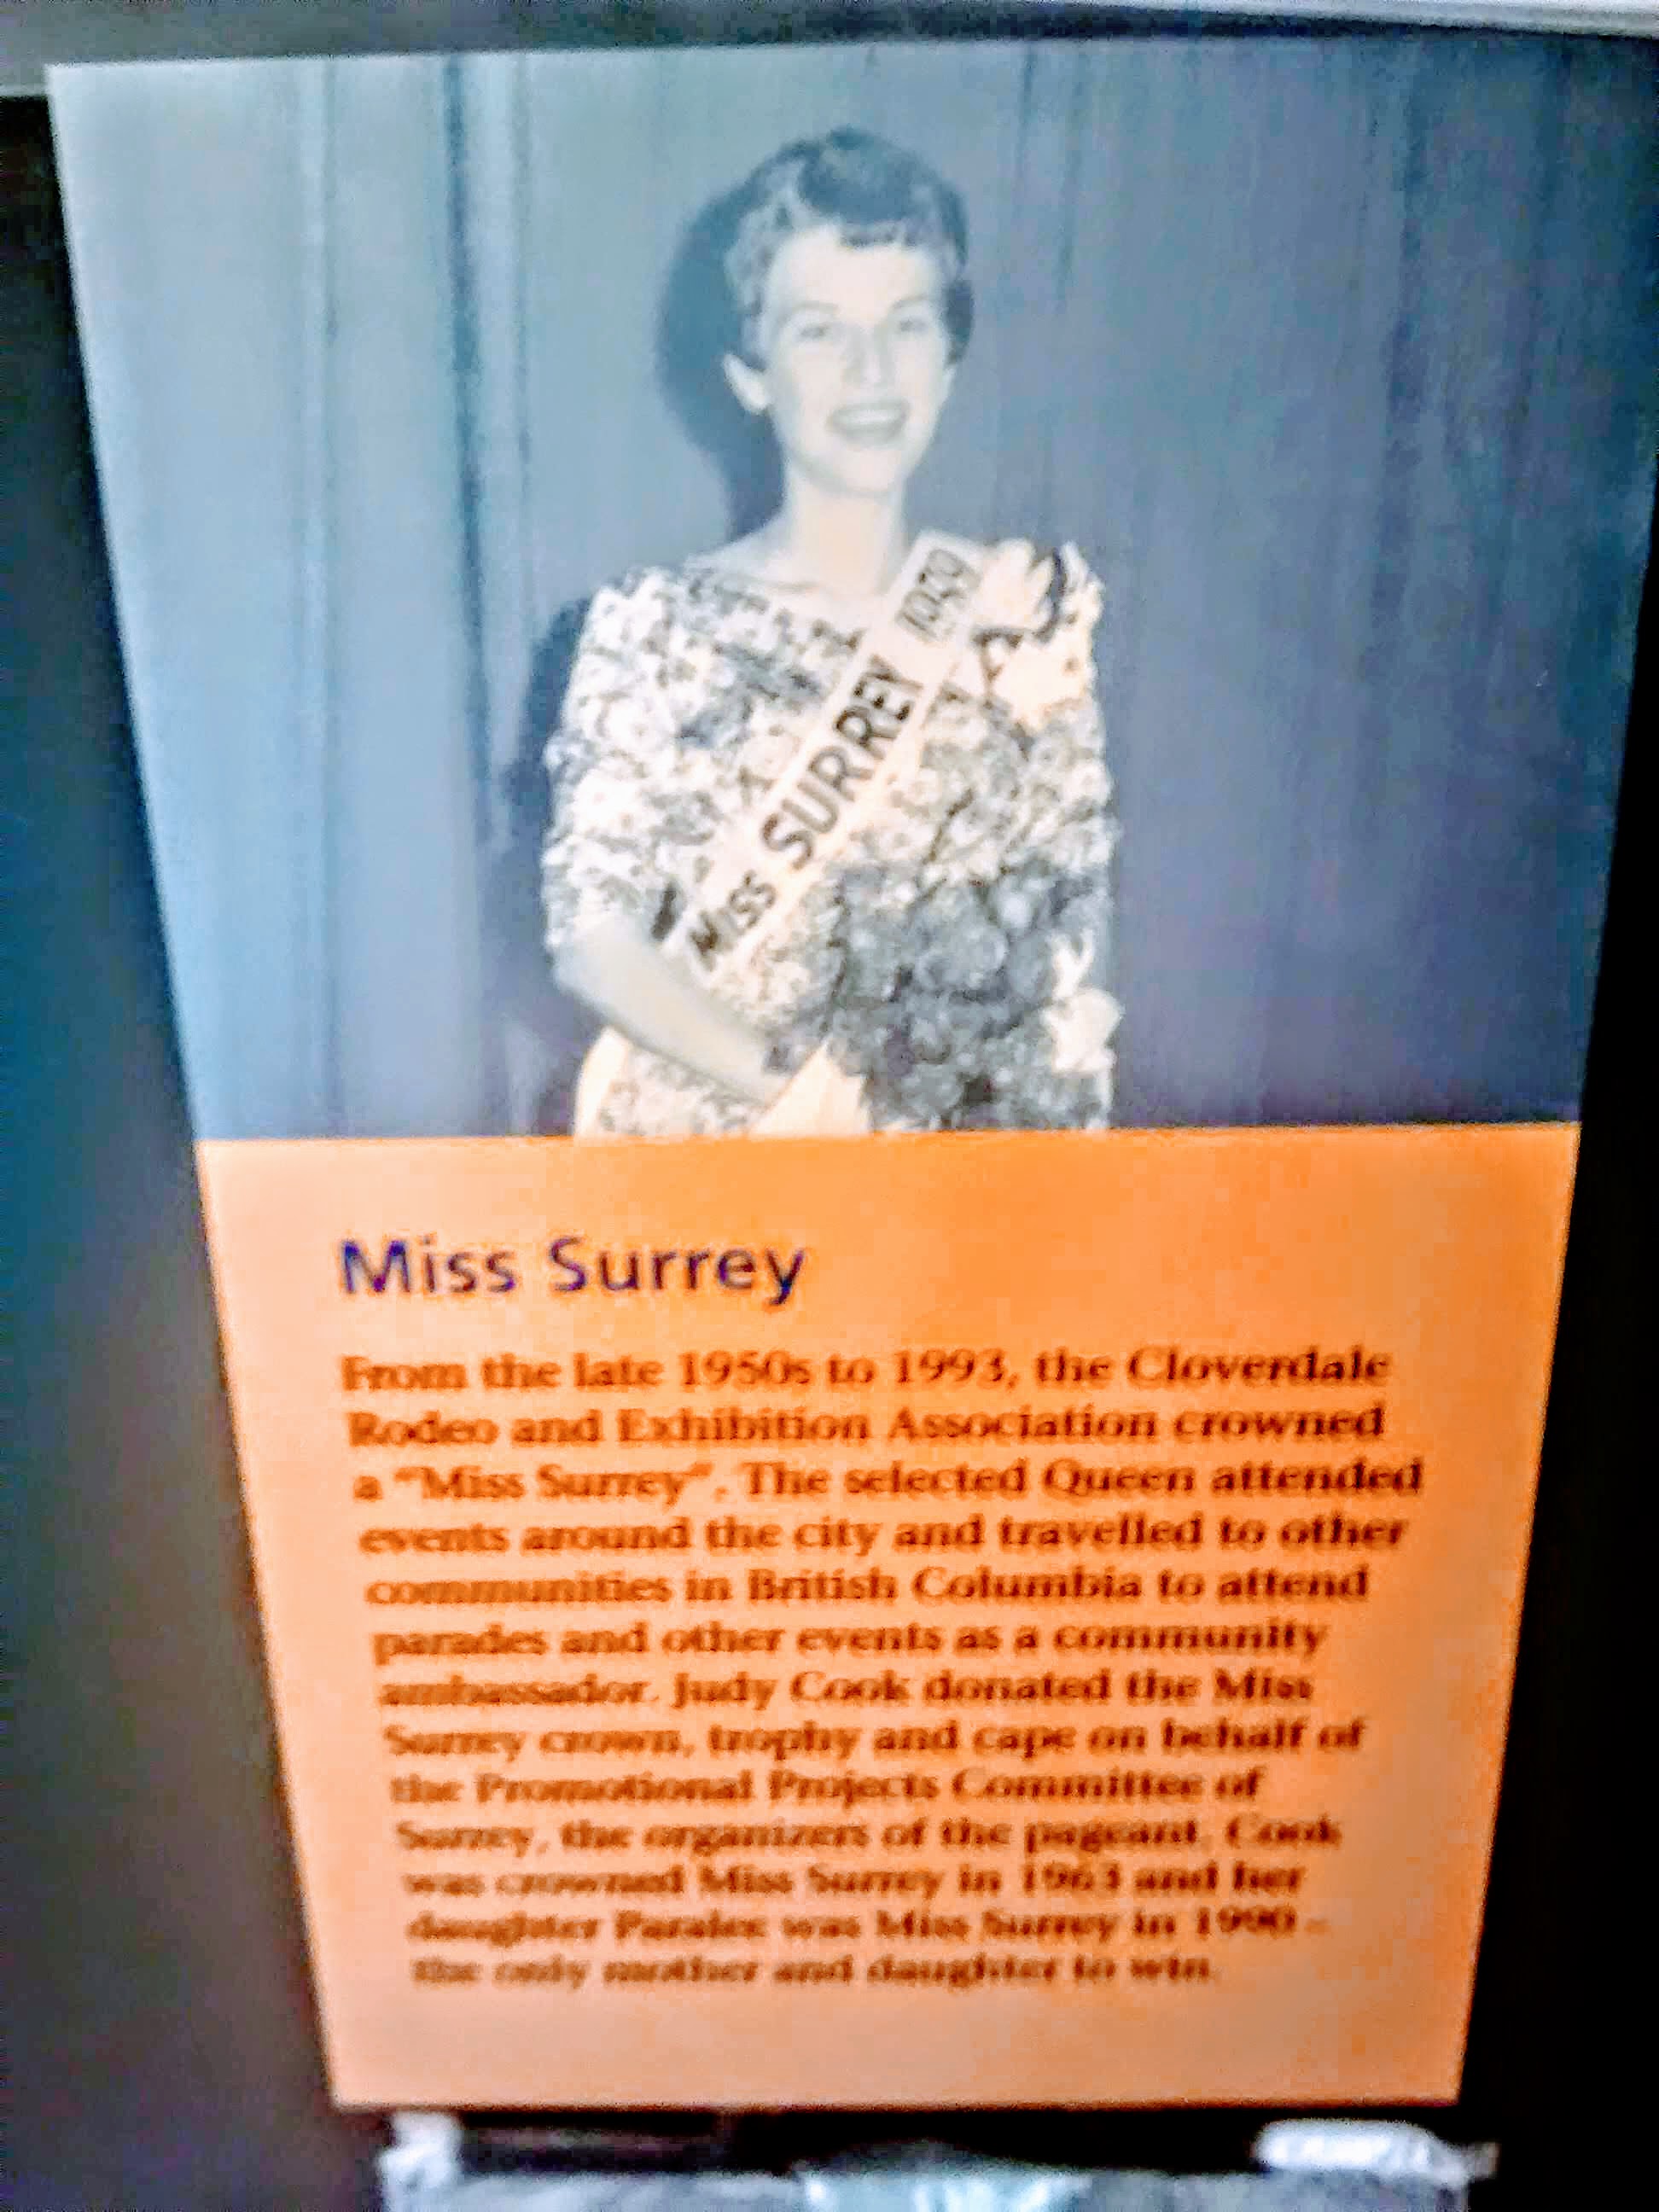 Miss SURREY 1959
Miss Surrey
From the late 1950s to 1993, the Cloverdale
Rodeo and Exhibition Association crowned
a “Miss Surrey”. The selected Queen attended
events around the city and travelled to other
communities in British Columbia to attend
parades and other events as a community
ambassador. Judy Cook donated the Miss
Surrey crown, trophy and cape on behalf of
the Promotional Projects Committee of
Surrey, the organizers of the pageant. Cook
was crowned Miss Surrey in 1963 and her
daughter was Miss Surrey in 1990 –
the only mother and daughter to win.